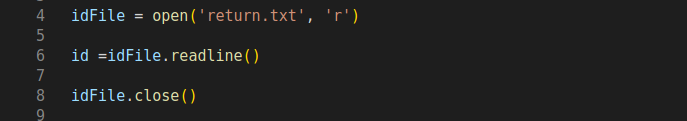 4 idFile = open('return.txt', 'r')
5
6 id =idFile.readline()
7
8 idFile.close()
9